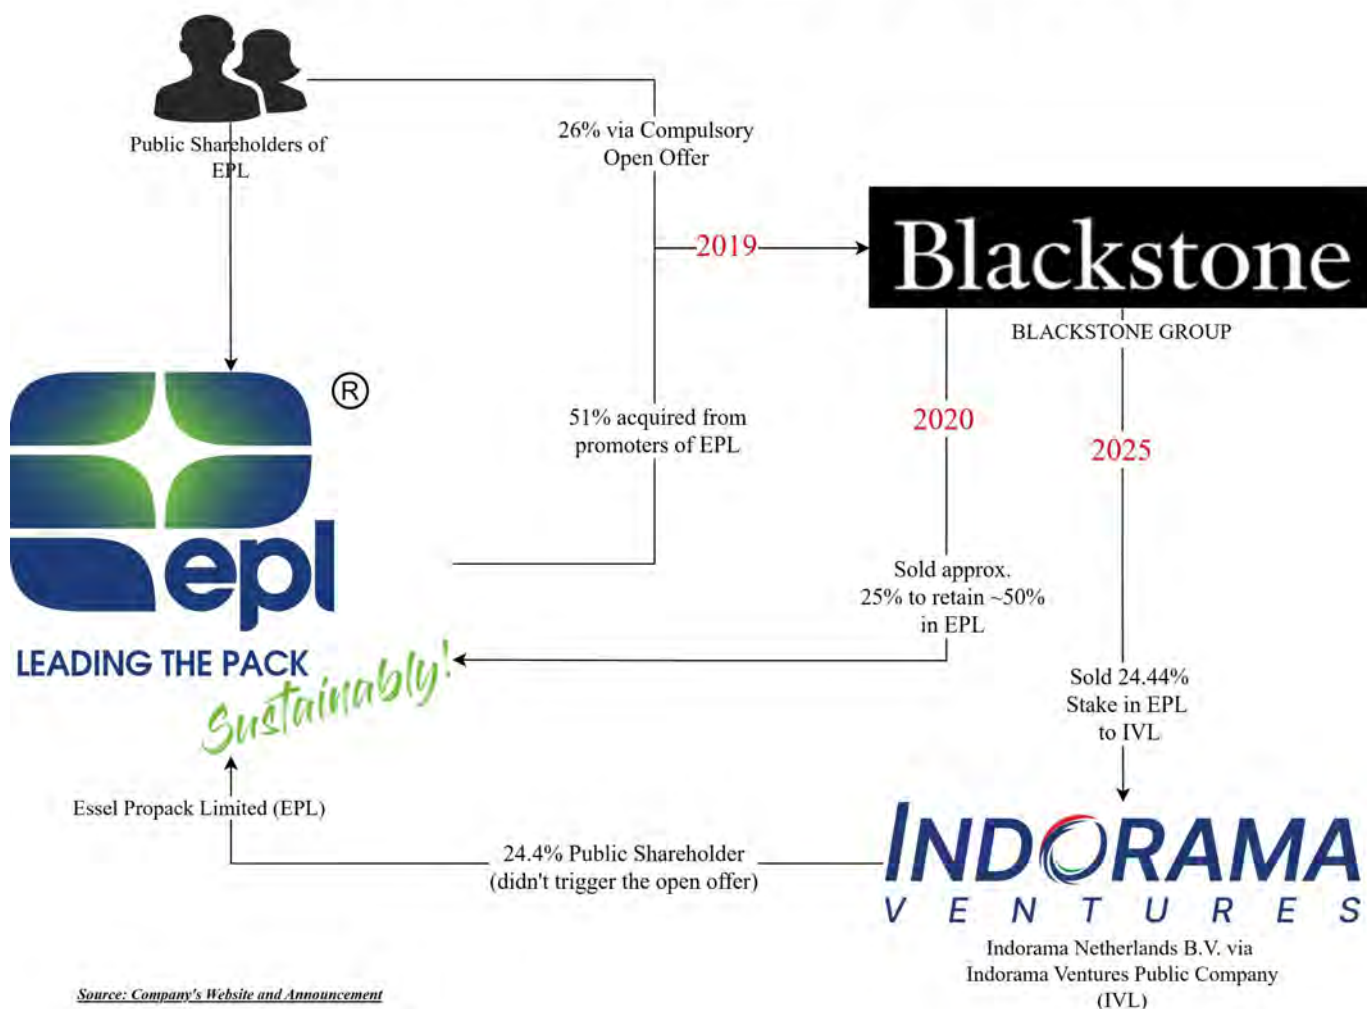 Public Shareholders of
EPL
26% via Compulsory
Open Offer
2019
Blackstone
BLACKSTONE GROUP
®
51% acquired from
promoters of EPL
2020
2025
epl
LEADING THE PACK
Sustainably!
Sold approx.
25% to retain ~50%
in EPL
Sold 24.44%
Stake in EPL
to IVL
Essel Propack Limited (EPL)
24.4% Public Shareholder
(didn't trigger the open offer)
INDORAMA
VENTURES
Indorama Netherlands B.V. via
Indorama Ventures Public Company
(IVL)
Source: Company's Website and Announcement